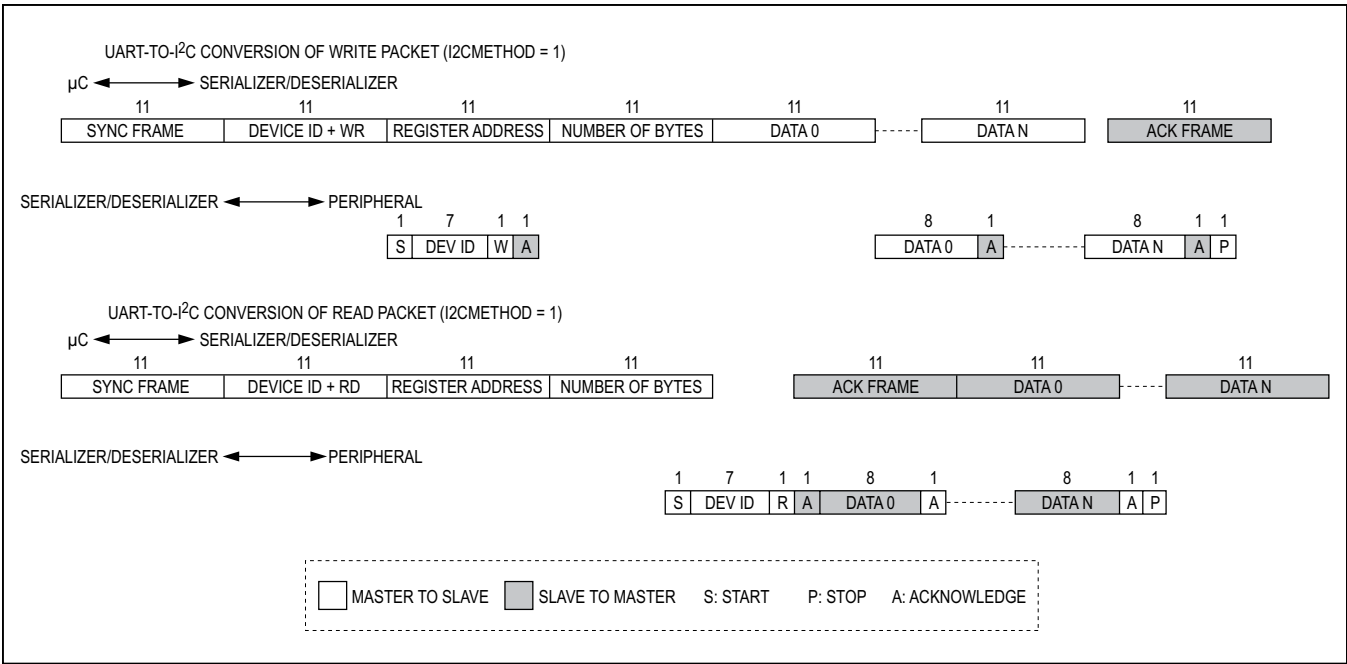 UART-TO-I2C CONVERSION OF WRITE PACKET (I2CMETHOD = 1)
µC SERIALIZER/DESERIALIZER
11 11 11 11 11 11 11
SYNC FRAME DEVICE ID + WR REGISTER ADDRESS NUMBER OF BYTES DATA 0 DATA N ACK FRAME
SERIALIZER/DESERIALIZER PERIPHERAL
1 7 1 1 8 1 8 1 1
S DEV ID W A DATA 0 A DATA N A P
UART-TO-I2C CONVERSION OF READ PACKET (I2CMETHOD = 1)
µC SERIALIZER/DESERIALIZER
11 11 11 11 11 11 11
SYNC FRAME DEVICE ID + RD REGISTER ADDRESS NUMBER OF BYTES ACK FRAME DATA 0 DATA N
SERIALIZER/DESERIALIZER PERIPHERAL
1 7 1 1 8 1 8 1 1
S DEV ID R A DATA 0 A DATA N A P
MASTER TO SLAVE SLAVE TO MASTER S: START P: STOP A: ACKNOWLEDGE